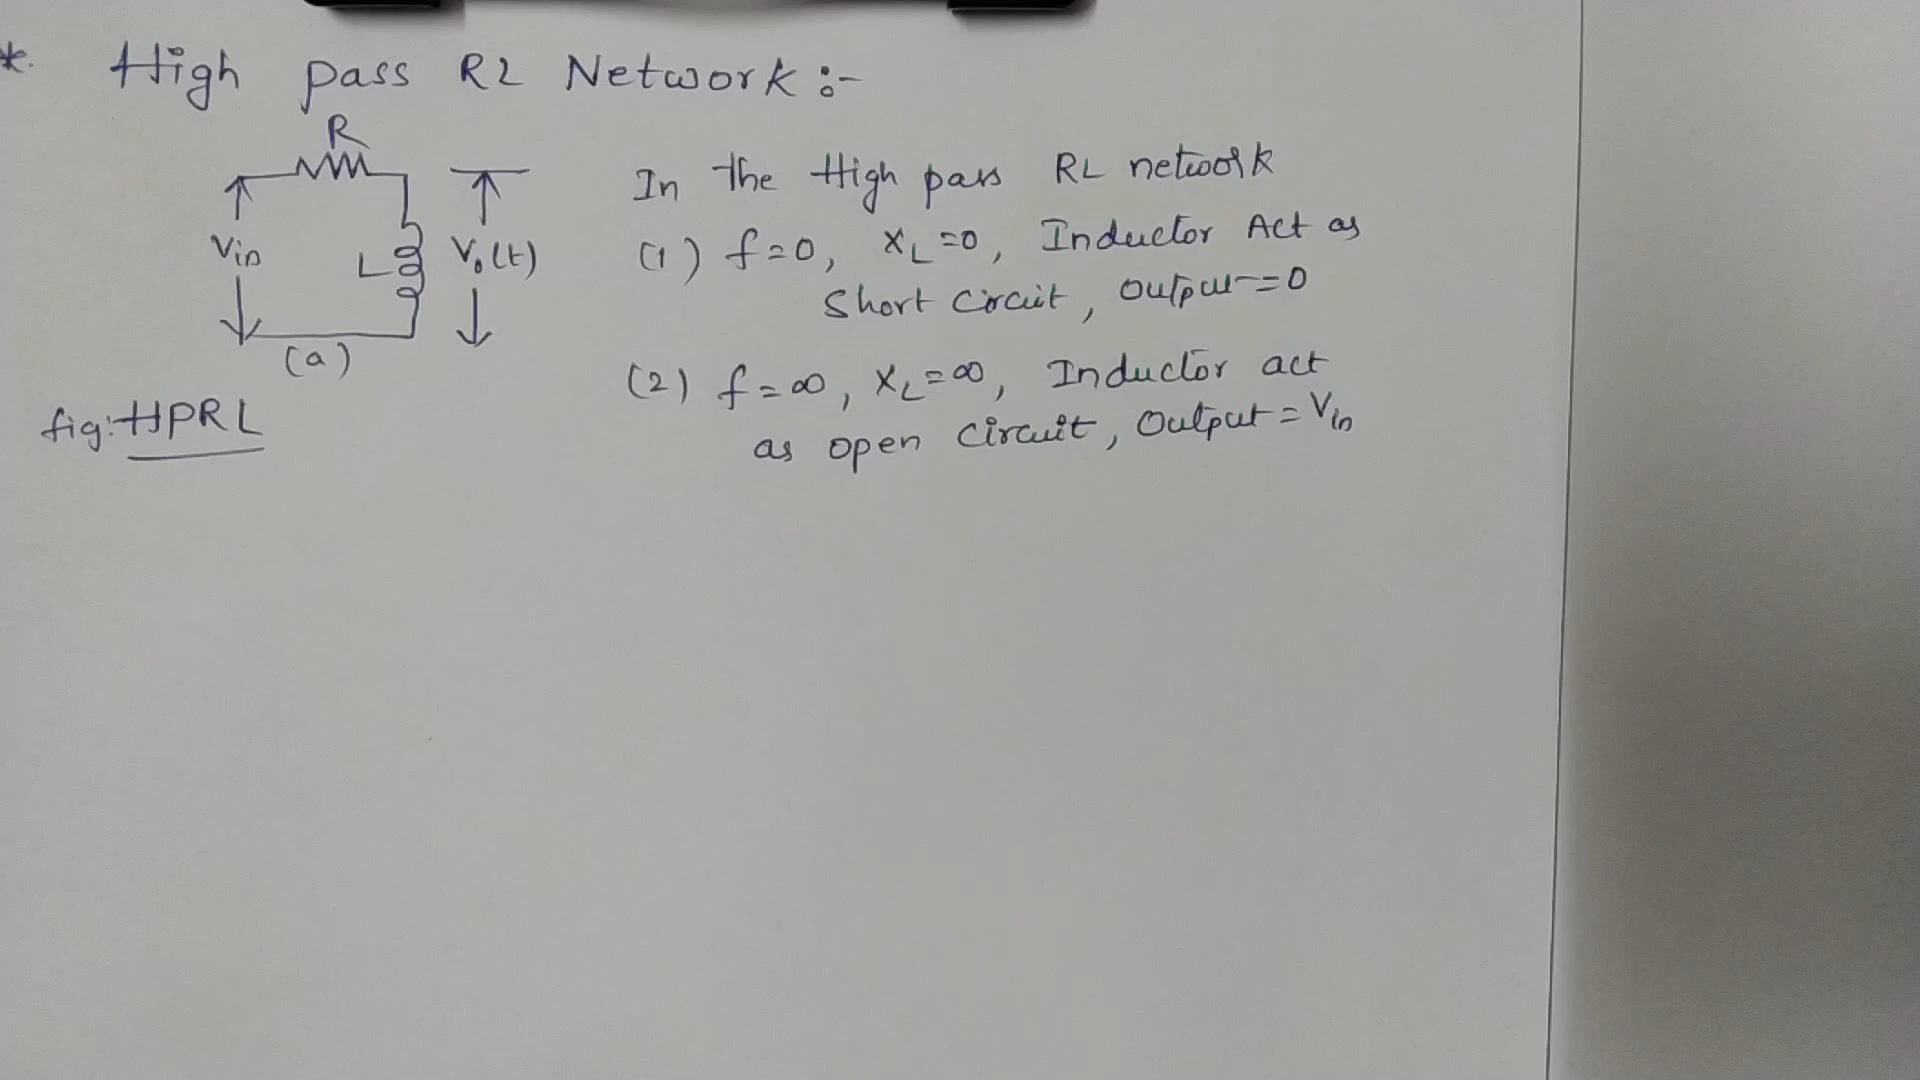 *. High pass RL Network :-
R
Vin
L
Vo(t)
(a)
fig: HPRL
In the High pass RL network
(1) f=0, XL=0, Inductor Act as
Short Circuit, Output=0
(2) f=∞, XL=∞, Inductor act
as open circuit, Output=Vin